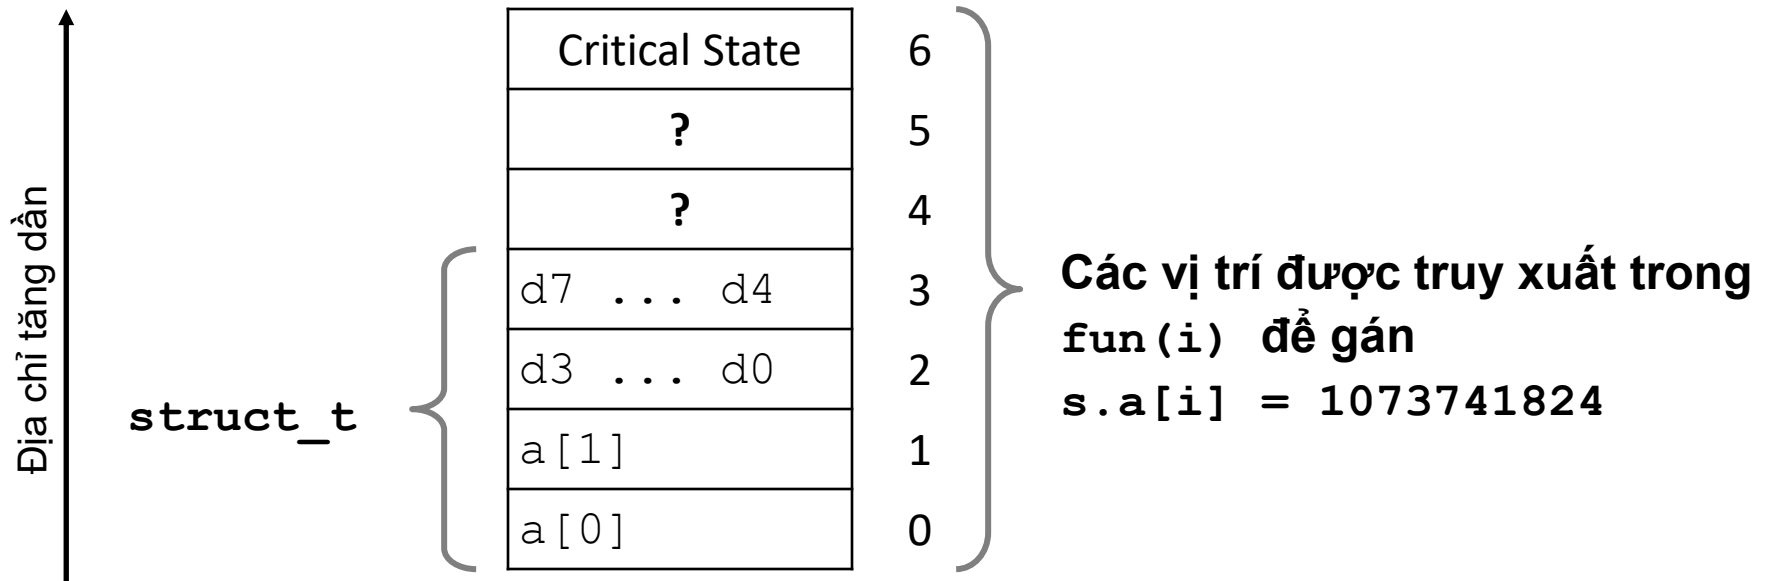 Địa chỉ tăng dần
struct_t
Critical State 6
? 5
? 4
d7 ... d4 3
d3 ... d0 2
a[1] 1
a[0] 0
Các vị trí được truy xuất trong
fun(i) để gán
s.a[i] = 1073741824